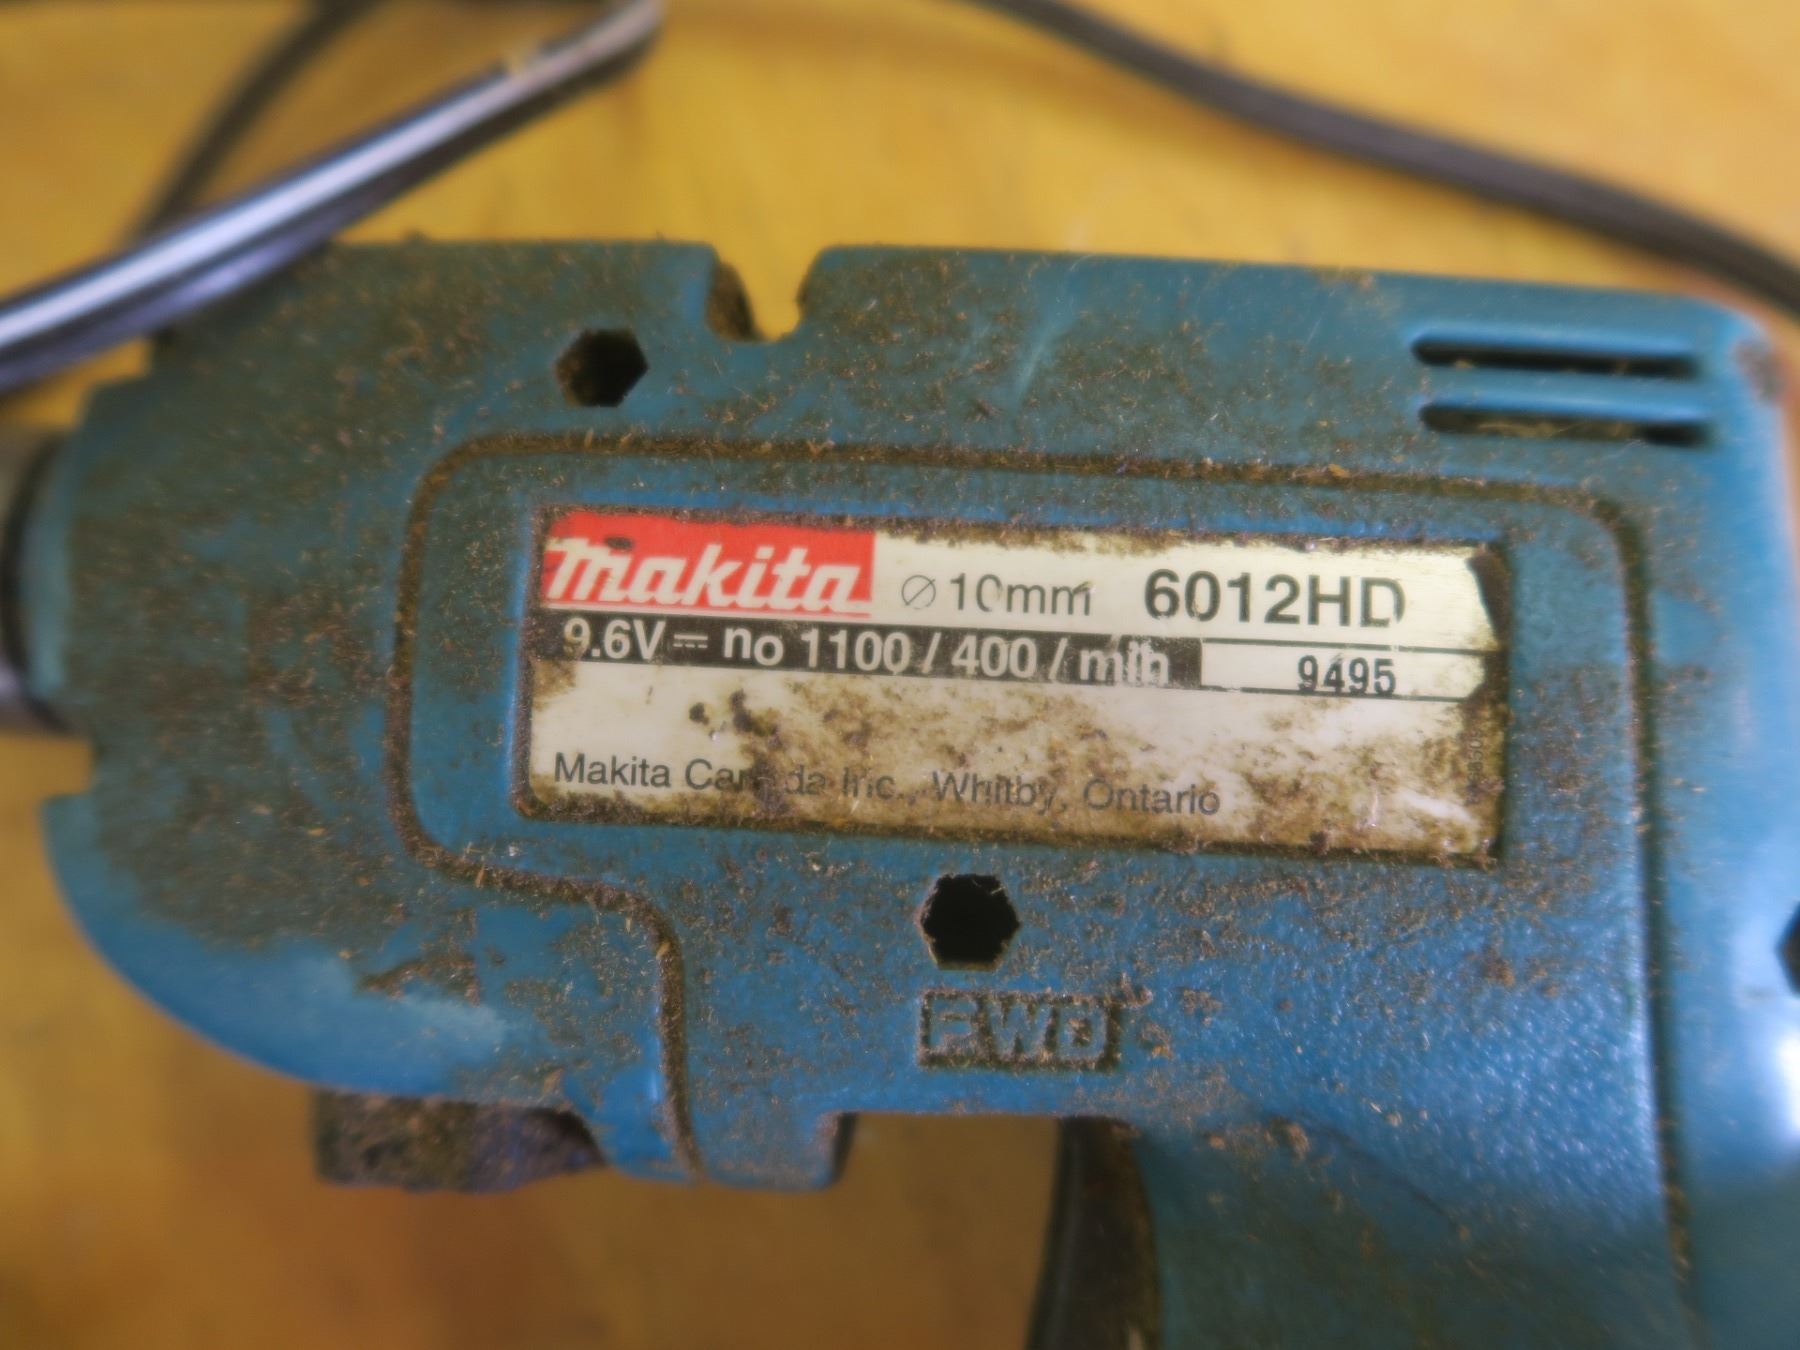 makita ⌀ 10mm 6012HD
9.6V⎓ no 1100 / 400 / min 9495
Makita Canada Inc., Whitby, Ontario
FWD